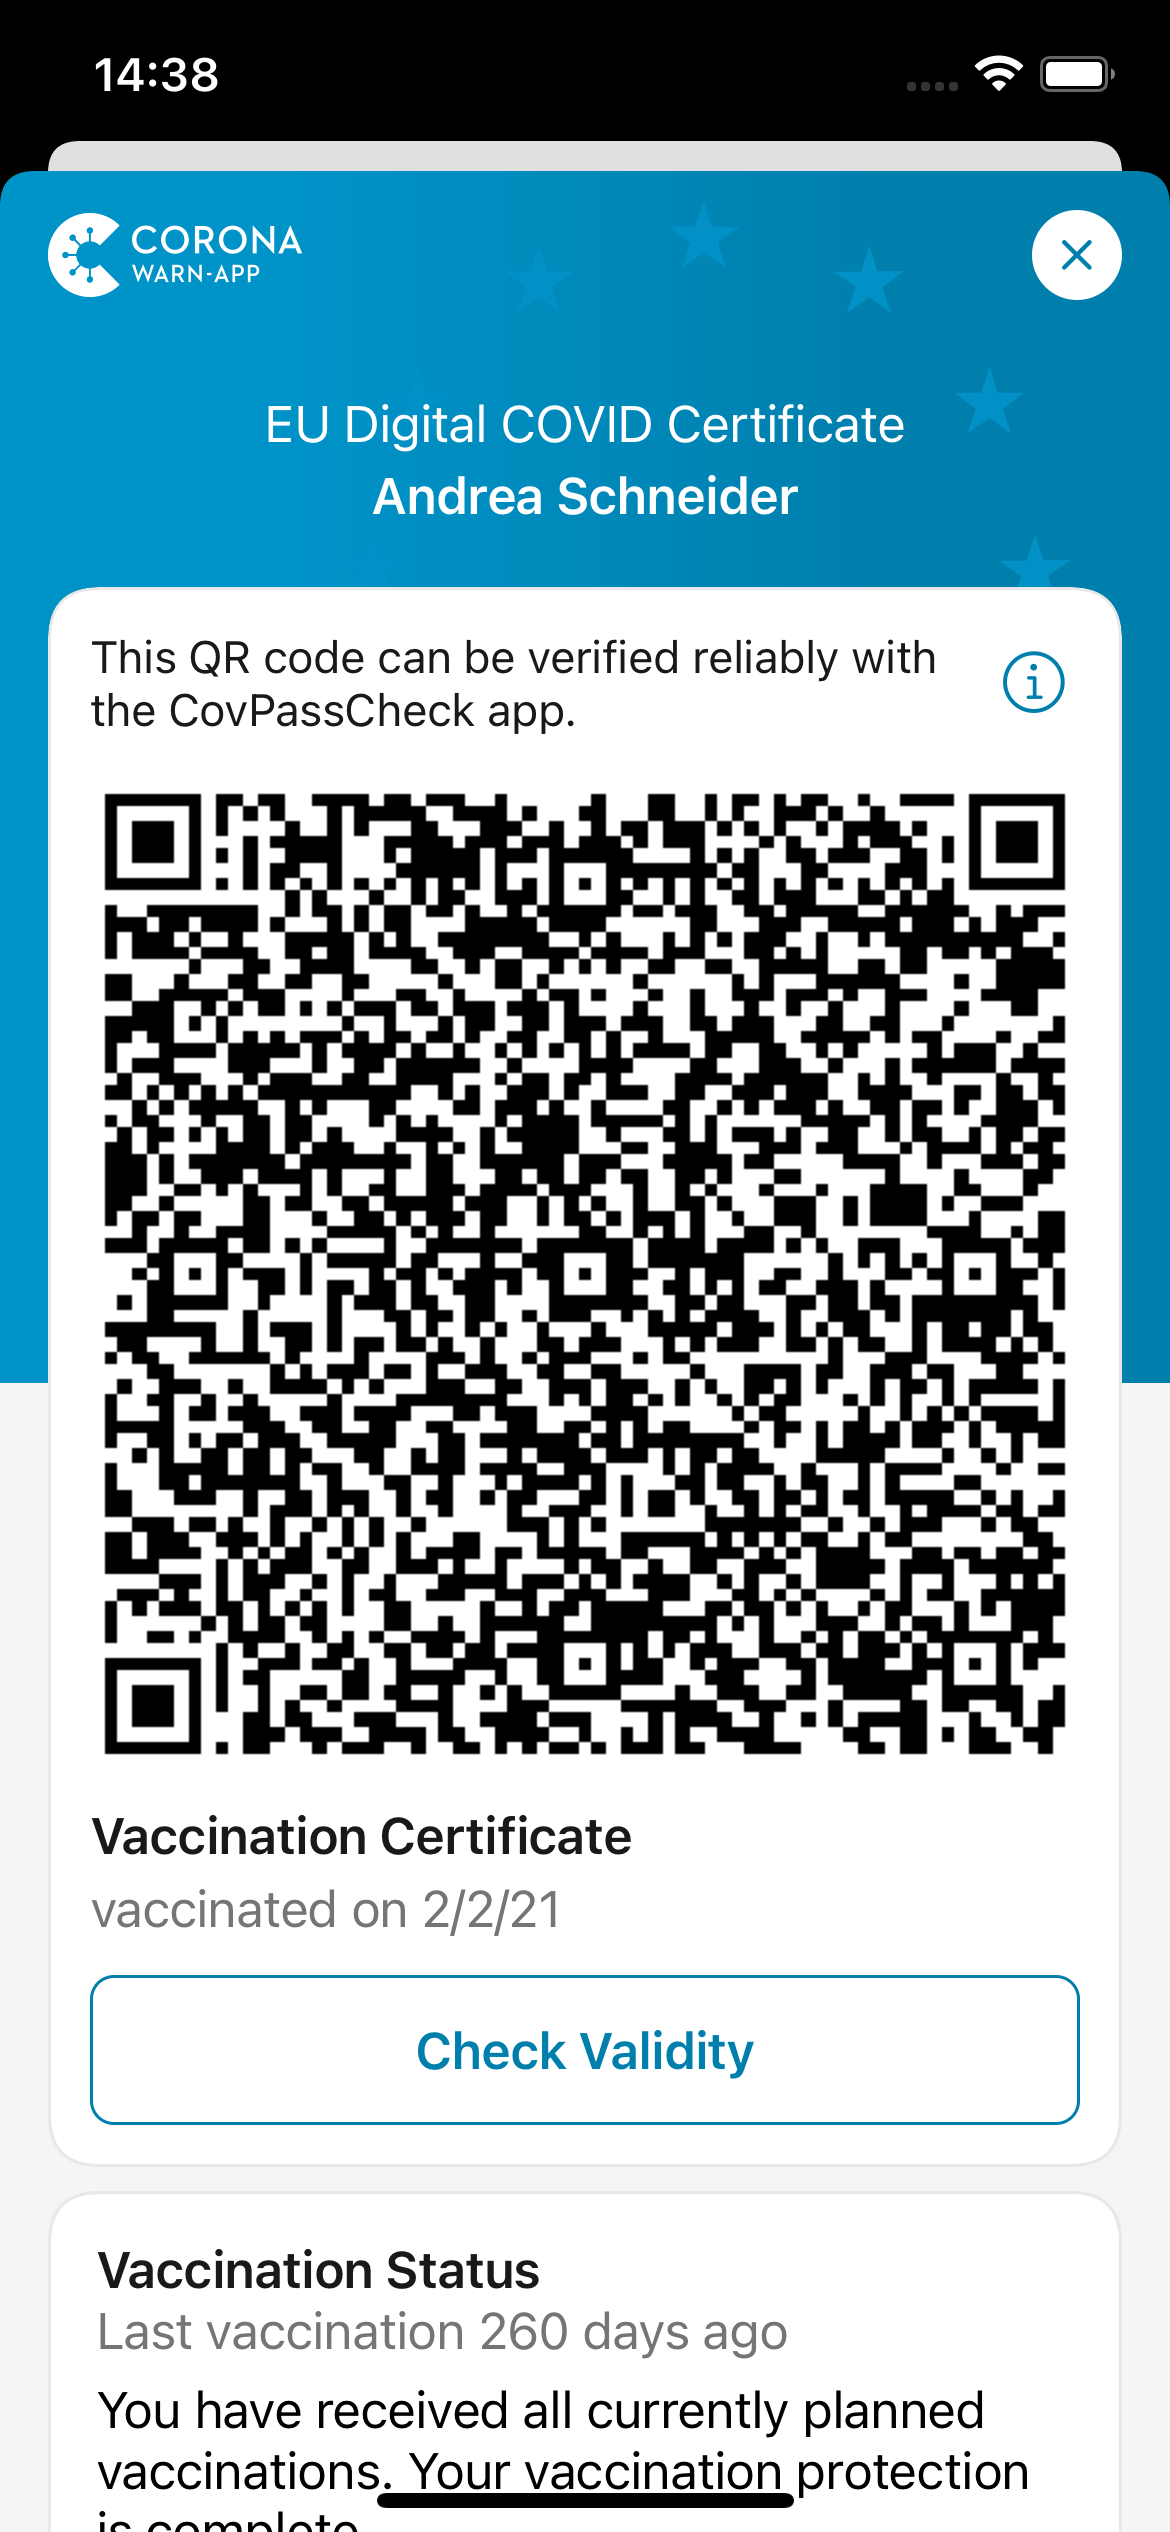 14:38
CORONA
WARN-APP
EU Digital COVID Certificate
Andrea Schneider
This QR code can be verified reliably with
the CovPassCheck app.
Vaccination Certificate
vaccinated on 2/2/21
Check Validity
Vaccination Status
Last vaccination 260 days ago
You have received all currently planned
vaccinations. Your vaccination protection
is complete